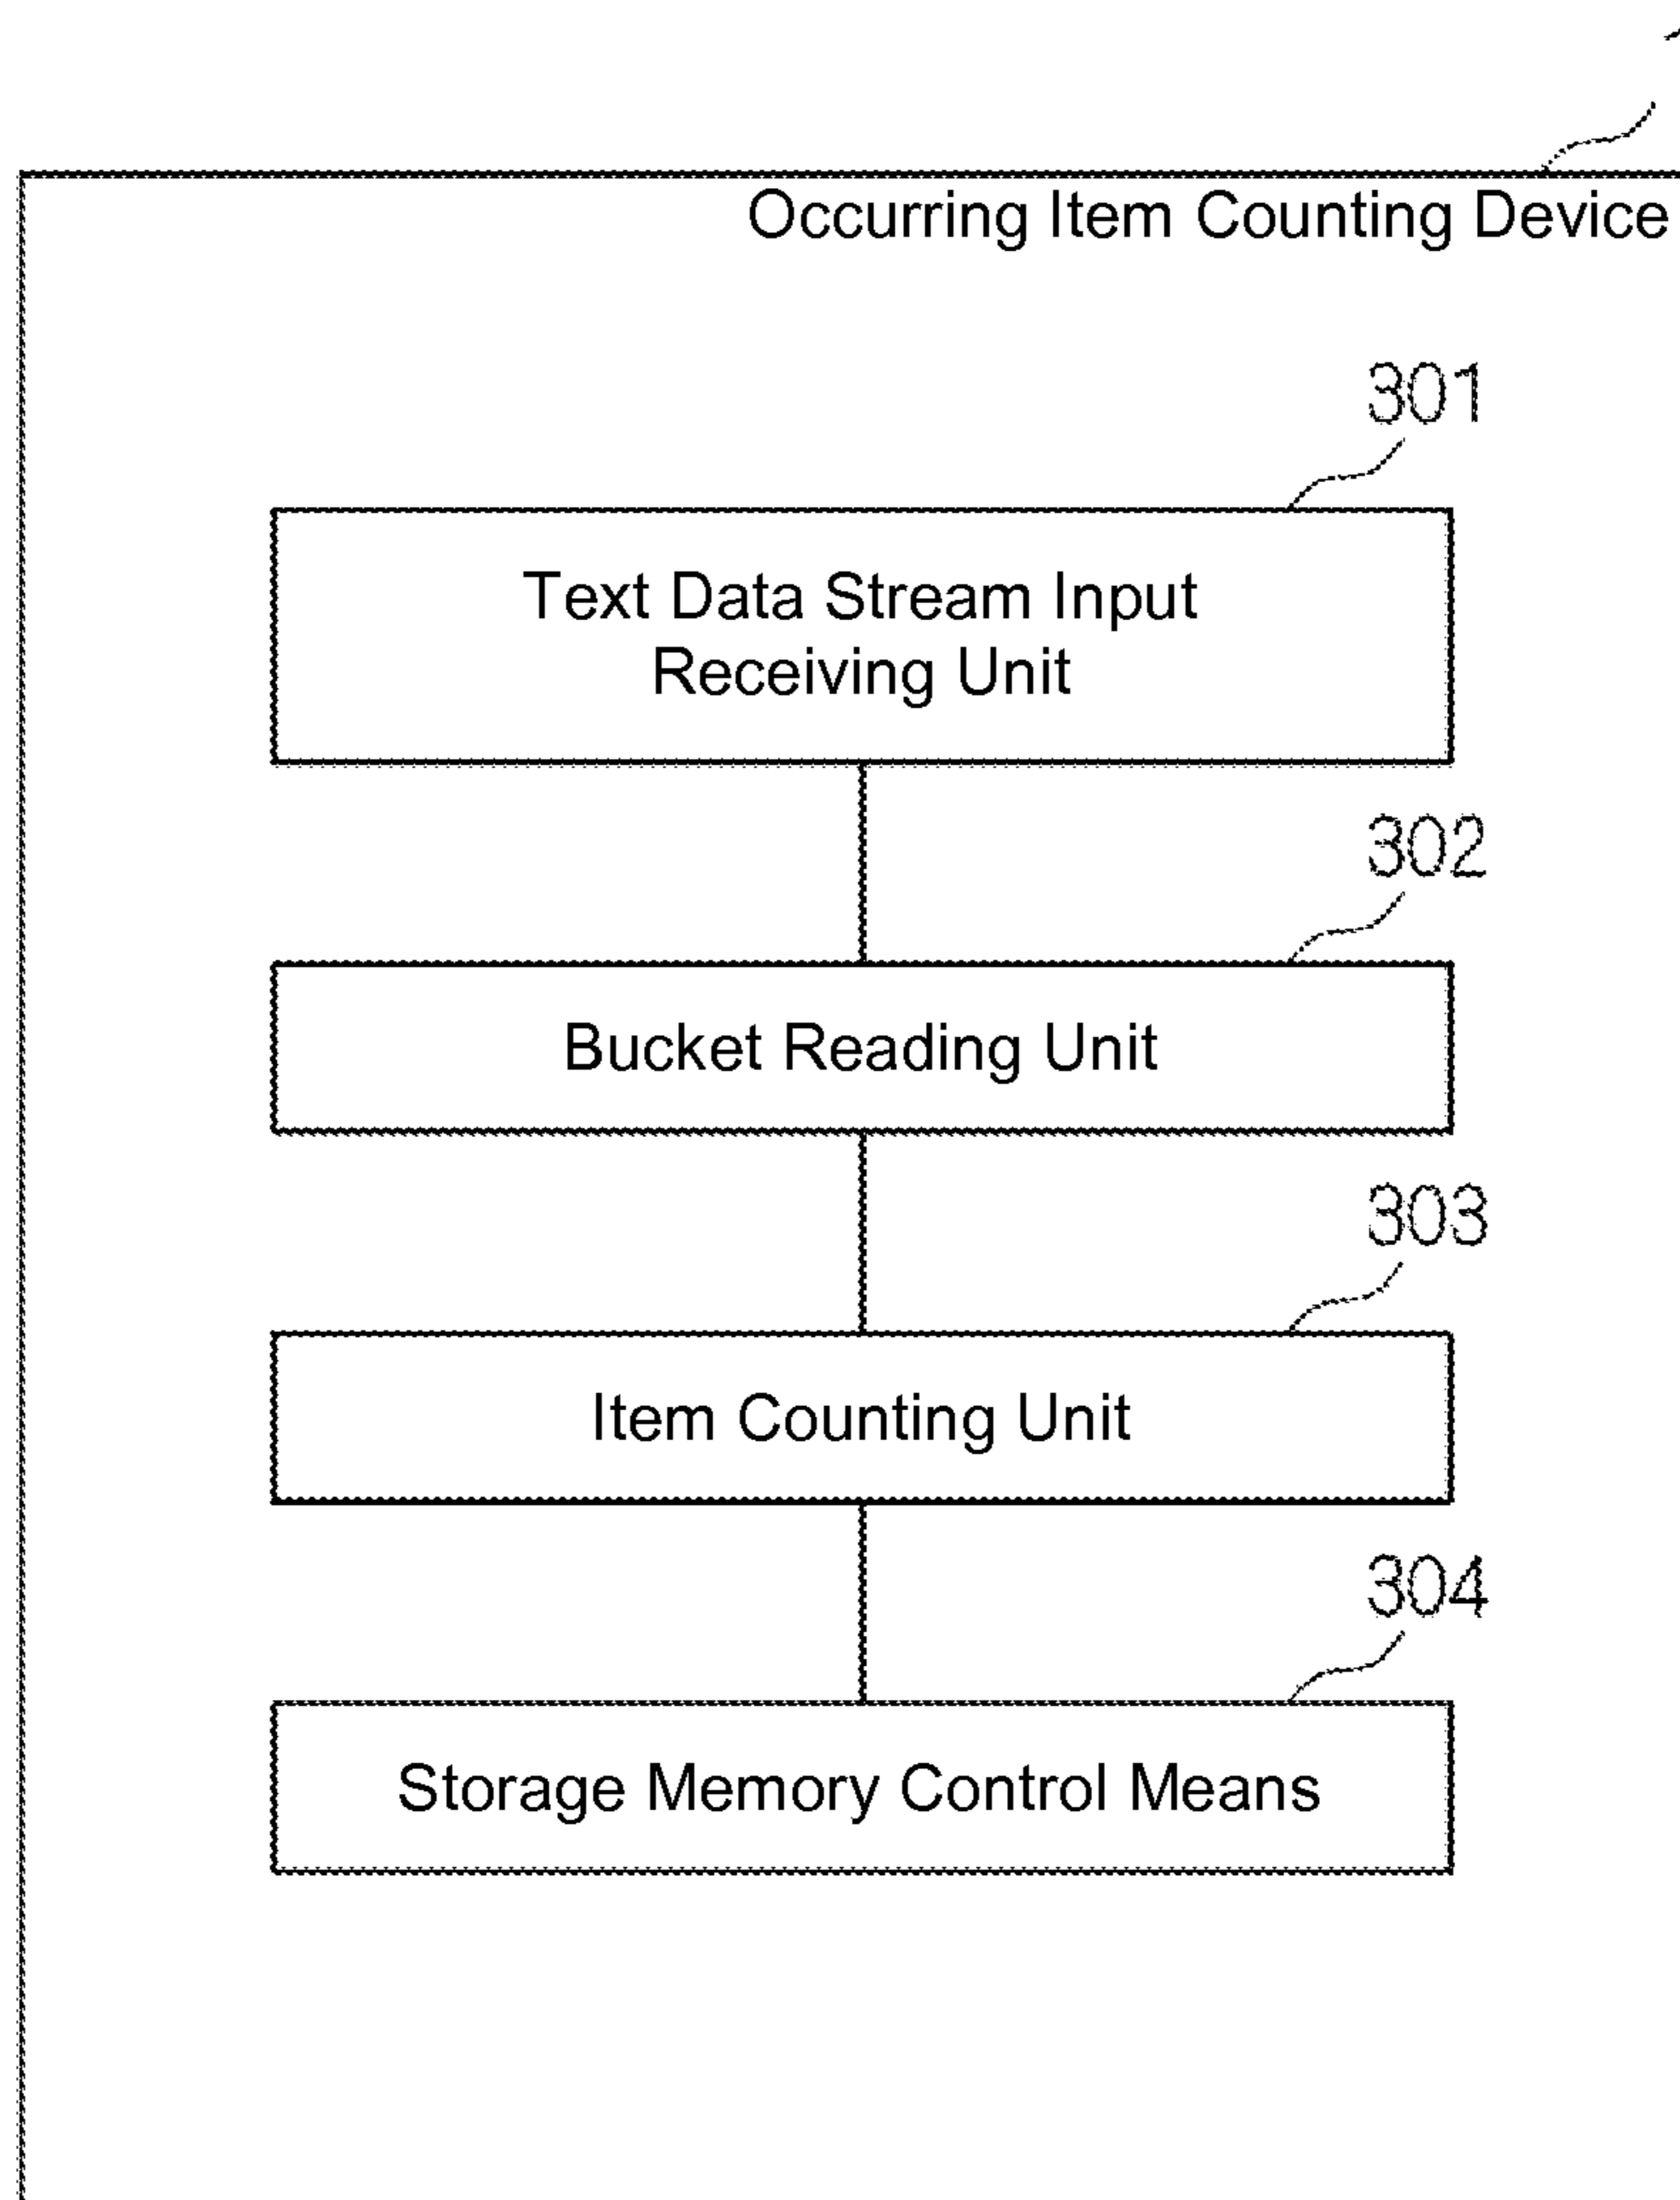 Occurring Item Counting Device
301
Text Data Stream Input
Receiving Unit
302
Bucket Reading Unit
303
Item Counting Unit
304
Storage Memory Control Means